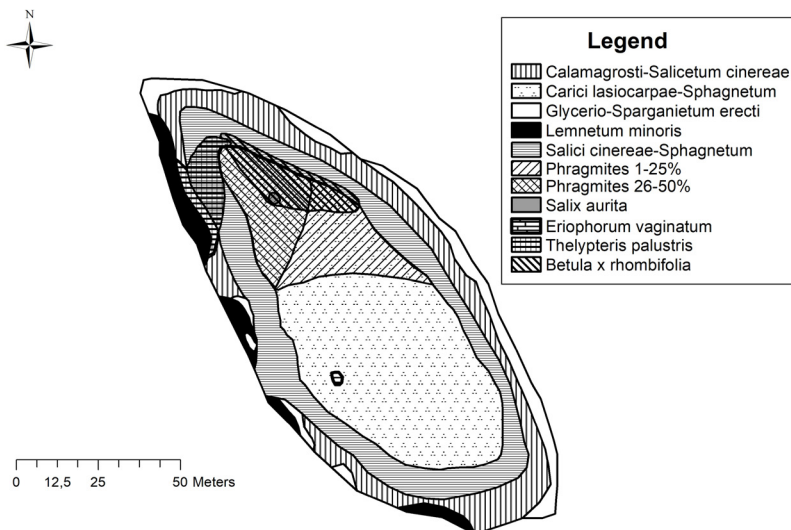 N
Legend
Calamagrosti-Salicetum cinereae
Carici lasiocarpae-Sphagnetum
Glycerio-Sparganietum erecti
Lemnetum minoris
Salici cinereae-Sphagnetum
Phragmites 1-25%
Phragmites 26-50%
Salix aurita
Eriophorum vaginatum
Thelypteris palustris
Betula x rhombifolia
0 12,5 25 50 Meters